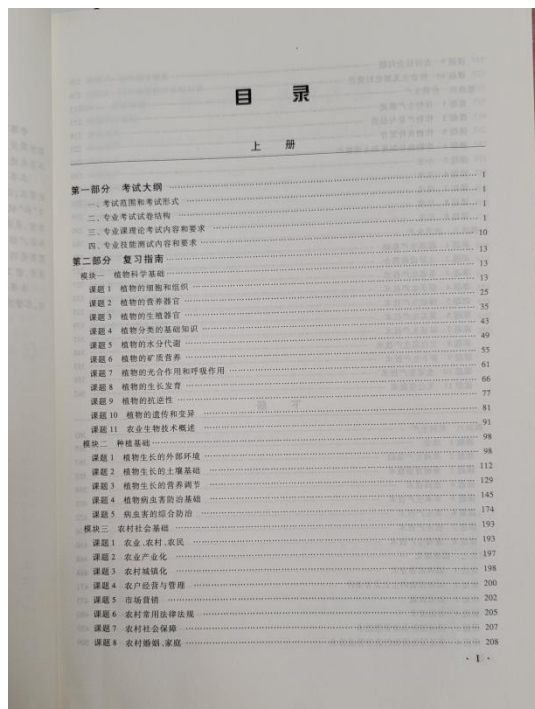 目 录
上 册
第一部分 考试大纲 1
一、考试范围和考试形式 1
二、专业考试试卷结构 1
三、专业课理论考试内容和要求 1
四、专业技能测试内容和要求 10
第二部分 复习指南 13
模块一 植物科学基础 13
课题1 植物的细胞和组织 13
课题2 植物的营养器官 25
课题3 植物的生殖器官 35
课题4 植物分类的基础知识 43
课题5 植物的水分代谢 49
课题6 植物的矿质营养 55
课题7 植物的光合作用和呼吸作用 61
课题8 植物的生长发育 66
课题9 植物的抗逆性 77
课题10 植物的遗传和变异 81
课题11 农业生物技术概述 91
模块二 种植基础 98
课题1 植物生长的外部环境 98
课题2 植物生长的土壤基础 112
课题3 植物生长的营养调节 129
课题4 植物病虫害防治基础 145
课题5 病虫害的综合防治 174
模块三 农村社会基础 193
课题1 农业、农村、农民 193
课题2 农业产业化 197
课题3 农村城镇化 198
课题4 农户经营与管理 200
课题5 市场营销 202
课题6 农村常用法律法规 205
课题7 农村社会保障 207
课题8 农村婚姻、家庭 208
· 1 ·